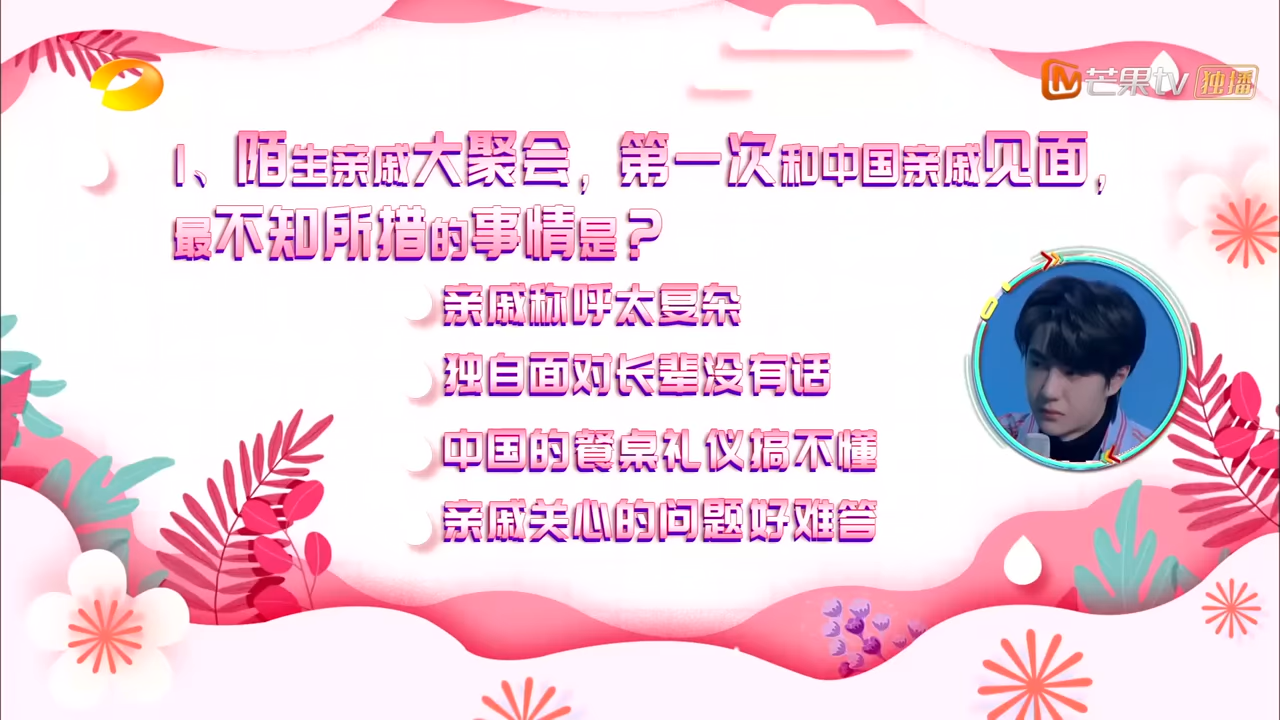 芒果tv 独播
1、陌生亲戚大聚会，第一次和中国亲戚见面，
最不知所措的事情是？
亲戚称呼太复杂
独自面对长辈没有话
中国的餐桌礼仪搞不懂
亲戚关心的问题好难答